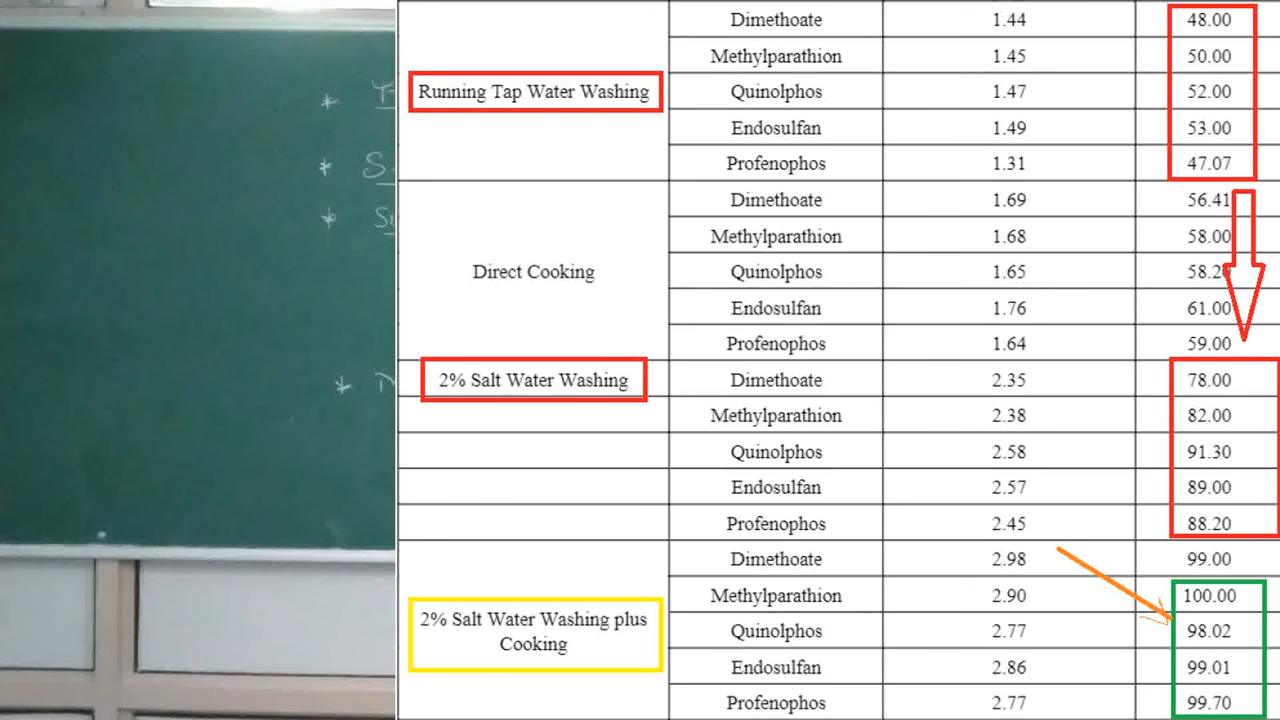 Dimethoate 1.44 48.00
Methylparathion 1.45 50.00
Running Tap Water Washing Quinolphos 1.47 52.00
Endosulfan 1.49 53.00
Profenophos 1.31 47.07
Dimethoate 1.69 56.41
Methylparathion 1.68 58.00
Direct Cooking Quinolphos 1.65
Endosulfan 1.76 61.00
Profenophos 1.64 59.00
2% Salt Water Washing Dimethoate 2.35 78.00
Methylparathion 2.38 82.00
Quinolphos 2.58 91.30
Endosulfan 2.57 89.00
Profenophos 2.45 88.20
Dimethoate 2.98 99.00
Methylparathion 2.90 100.00
2% Salt Water Washing plus
Cooking
Quinolphos 2.77 98.02
Endosulfan 2.86 99.01
Profenophos 2.77 99.70